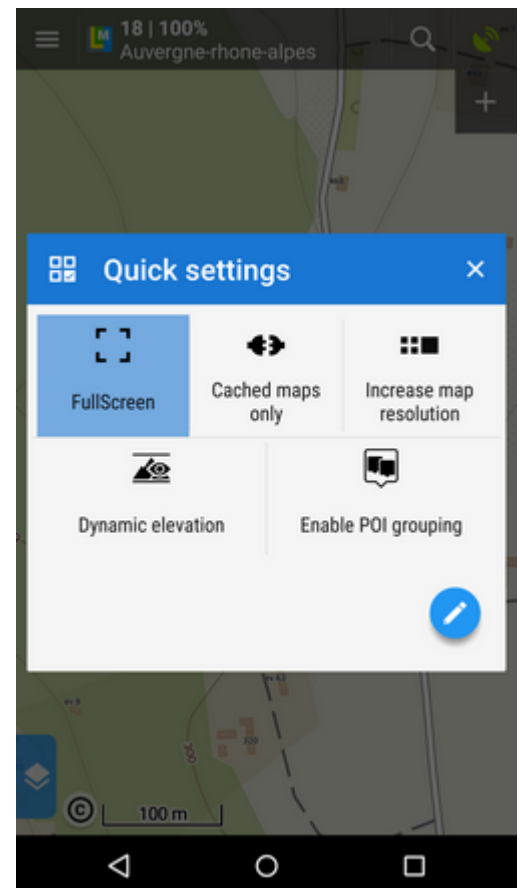 LM 18 | 100%
Auvergne-rhone-alpes
Quick settings
FullScreen
Cached maps
only
Increase map
resolution
Dynamic elevation
Enable POI grouping
©
100 m